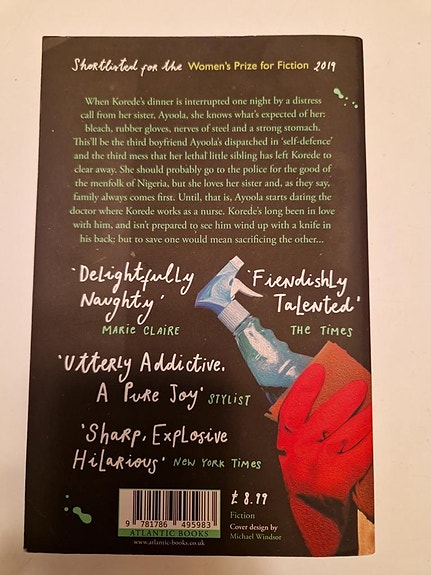 Shortlisted for the Women's Prize for Fiction 2019
When Korede's dinner is interrupted one night by a distress
call from her sister, Ayoola, she knows what's expected of her:
bleach, rubber gloves, nerves of steel and a strong stomach.
This'll be the third boyfriend Ayoola's dispatched in 'self-defence'
and the third mess that her lethal little sibling has left Korede to
clear away. She should probably go to the police for the good of
the menfolk of Nigeria, but she loves her sister and, as they say,
family always comes first. Until, that is, Ayoola starts dating the
doctor where Korede works as a nurse. Korede's long been in love
with him, and isn't prepared to see him wind up with a knife in
his back; but to save one would mean sacrificing the other...
'Delightfully
Naughty'
MARIE CLAIRE
'Fiendishly
Talented'
THE TIMES
'Utterly Addictive.
A Pure Joy' STYLIST
'Sharp, Explosive
Hilarious' NEW YORK TIMES
9 781786 495983
ATLANTIC BOOKS
www.atlantic-books.co.uk
£8.99
Fiction
Cover design by
Michael Windsor